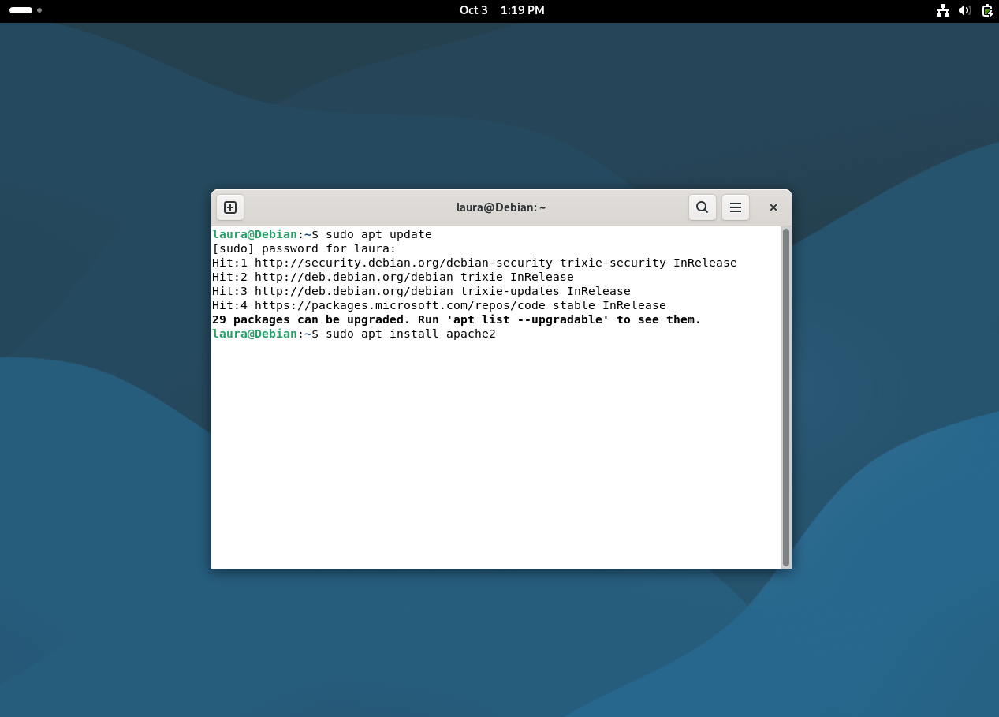 Oct 3 1:19 PM
laura@Debian: ~
laura@Debian:~$ sudo apt update
[sudo] password for laura:
Hit:1 http://security.debian.org/debian-security trixie-security InRelease
Hit:2 http://deb.debian.org/debian trixie InRelease
Hit:3 http://deb.debian.org/debian trixie-updates InRelease
Hit:4 https://packages.microsoft.com/repos/code stable InRelease
29 packages can be upgraded. Run 'apt list --upgradable' to see them.
laura@Debian:~$ sudo apt install apache2